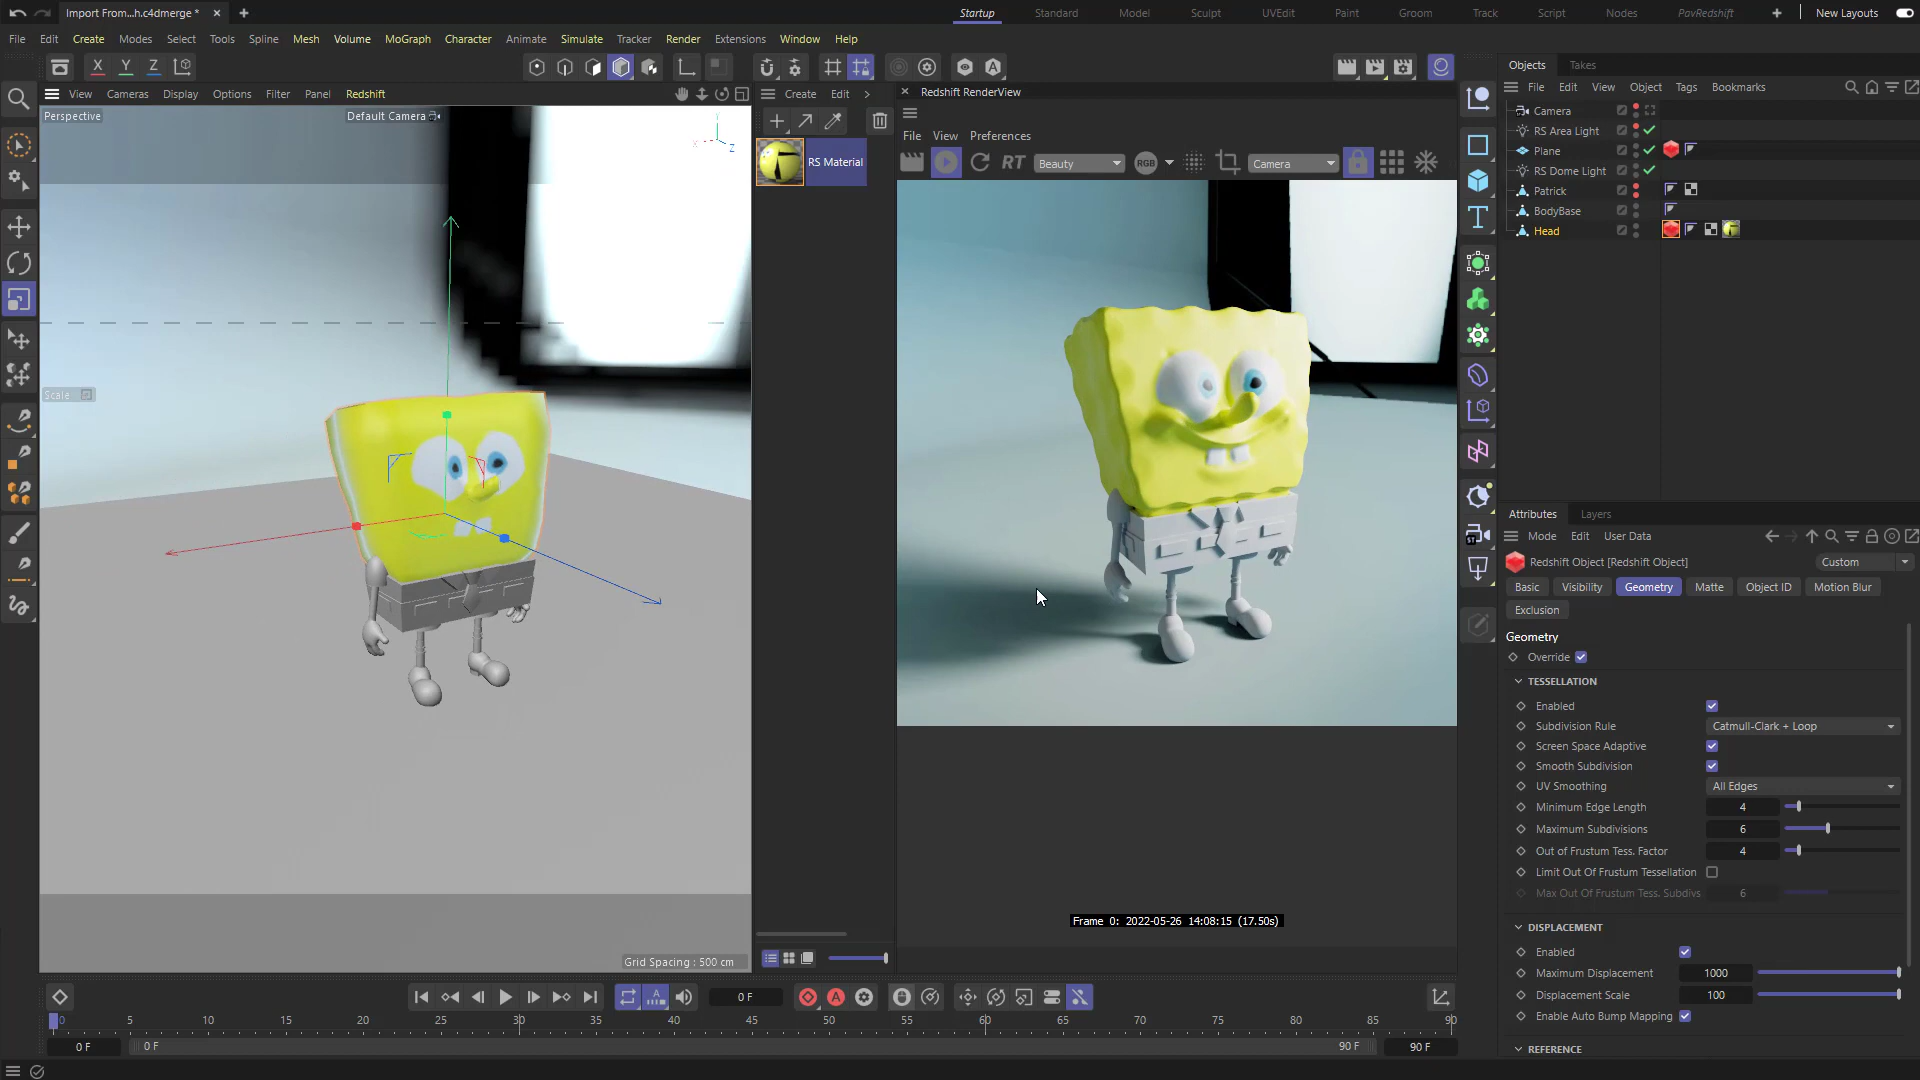 Import From...h.c4dmerge *
Startup Standard Model Sculpt UVEdit Paint Groom Track Script Nodes PavRedshift New Layouts
File Edit Create Modes Select Tools Spline Mesh Volume MoGraph Character Animate Simulate Tracker Render Extensions Window Help
X Y Z
View Cameras Display Options Filter Panel Redshift
Perspective
Default Camera
Scale
Grid Spacing : 500 cm
Create Edit
RS Material
Redshift RenderView
File View Preferences
RT Beauty RGB Camera
Frame 0: 2022-05-26 14:08:15 (17.50s)
Objects Takes
File Edit View Object Tags Bookmarks
Camera
RS Area Light
Plane
RS Dome Light
Patrick
BodyBase
Head
Attributes Layers
Mode Edit User Data
Redshift Object [Redshift Object] Custom
Basic Visibility Geometry Matte Object ID Motion Blur
Exclusion
Geometry
Override
TESSELLATION
Enabled
Subdivision Rule Catmull-Clark + Loop
Screen Space Adaptive
Smooth Subdivision
UV Smoothing All Edges
Minimum Edge Length 4
Maximum Subdivisions 6
Out of Frustum Tess. Factor 4
Limit Out Of Frustum Tessellation
Max Out Of Frustum Tess. Subdivs 6
DISPLACEMENT
Enabled
Maximum Displacement 1000
Displacement Scale 100
Enable Auto Bump Mapping
REFERENCE
0 F
0 5 10 15 20 25 30 35 40 45 50 55 60 65 70 75 80 85 90
0 F 0 F 90 F 90 F